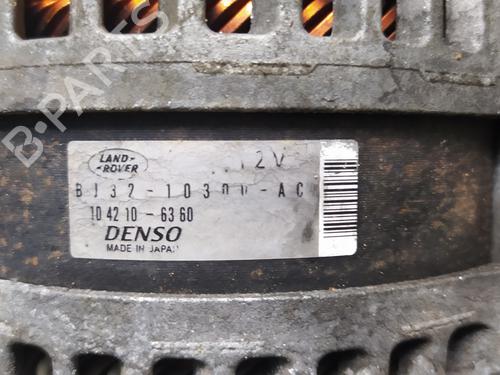 B-PARTS
LAND-
-ROVER
12V
BJ32-10300-AC
104210-6360
DENSO
MADE IN JAPAN